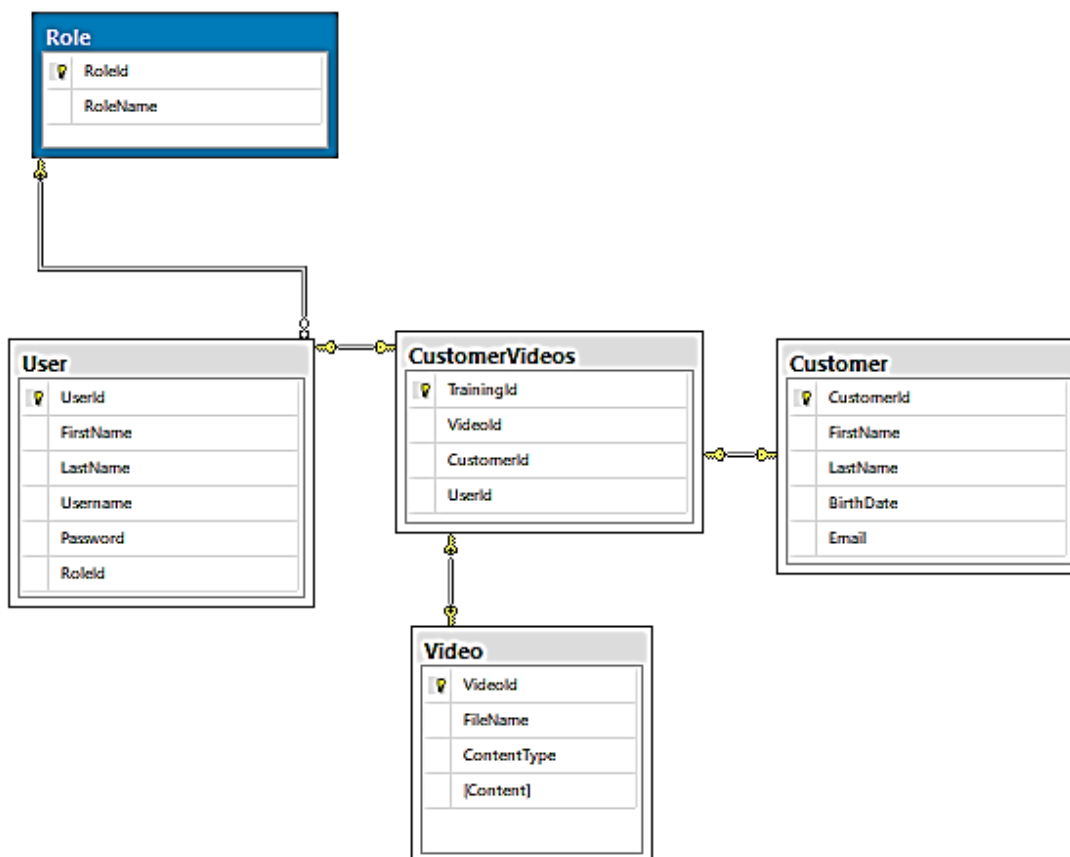 Role
RoleId
RoleName
User
UserId
FirstName
LastName
Username
Password
RoleId
CustomerVideos
TrainingId
VideoId
CustomerId
UserId
Customer
CustomerId
FirstName
LastName
BirthDate
Email
Video
VideoId
FileName
ContentType
[Content]